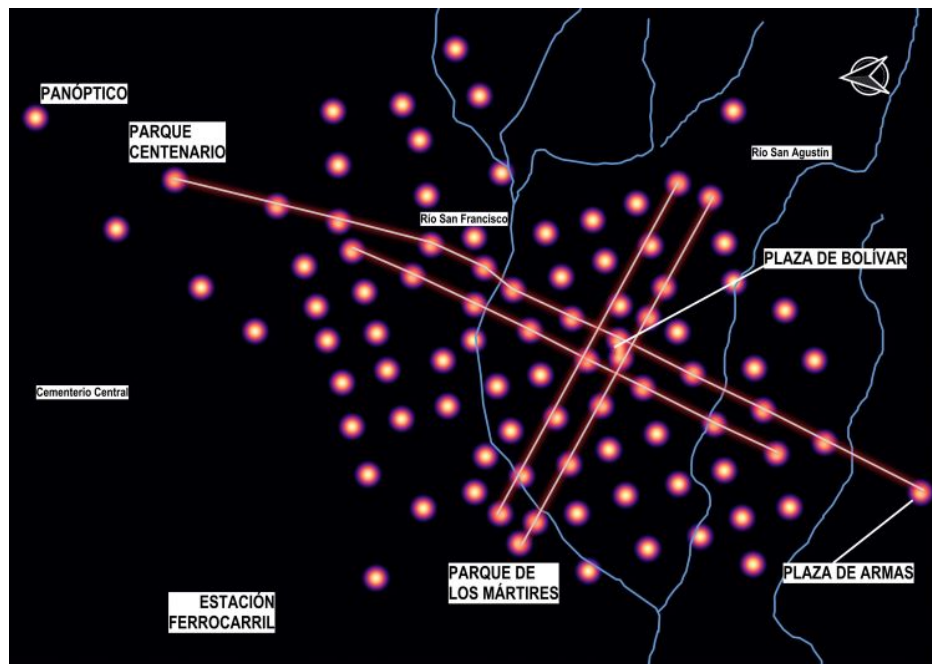 PANÓPTICO
PARQUE
CENTENARIO
Río San Agustín
Río San Francisco
PLAZA DE BOLÍVAR
Cementerio Central
PARQUE DE
LOS MÁRTIRES
PLAZA DE ARMAS
ESTACIÓN
FERROCARRIL